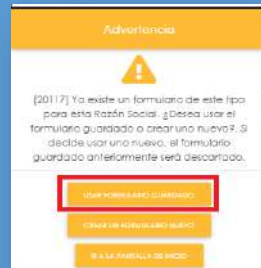 Advertencia
[20117] Ya existe un formulario de este tipo
para esta Razón Social. ¿Desea usar el
formulario guardado o crear uno nuevo?. Si
decide usar uno nuevo, el formulario
guardado anteriormente será descartado.
USAR FORMULARIO GUARDADO
CREAR UN FORMULARIO NUEVO
IR A LA PANTALLA DE INICIO